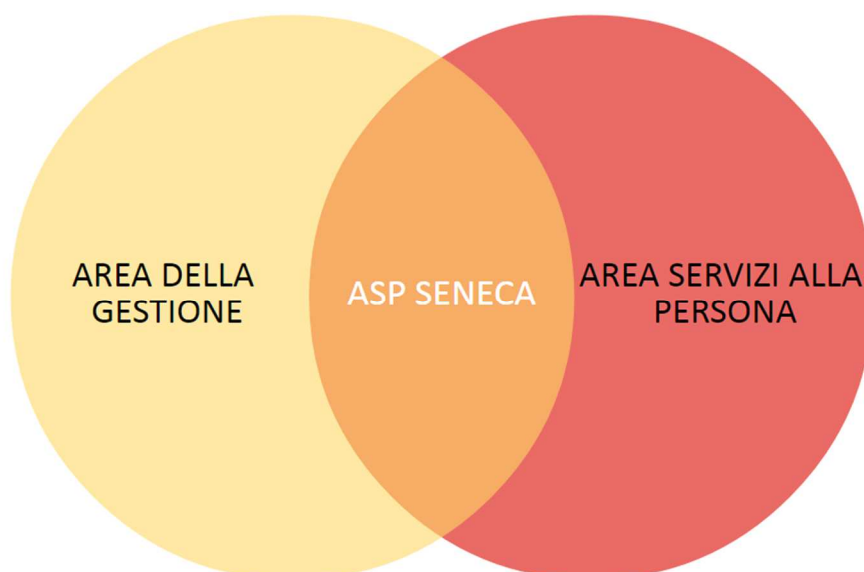 AREA DELLA
GESTIONE
ASP SENECA
AREA SERVIZI ALLA
PERSONA